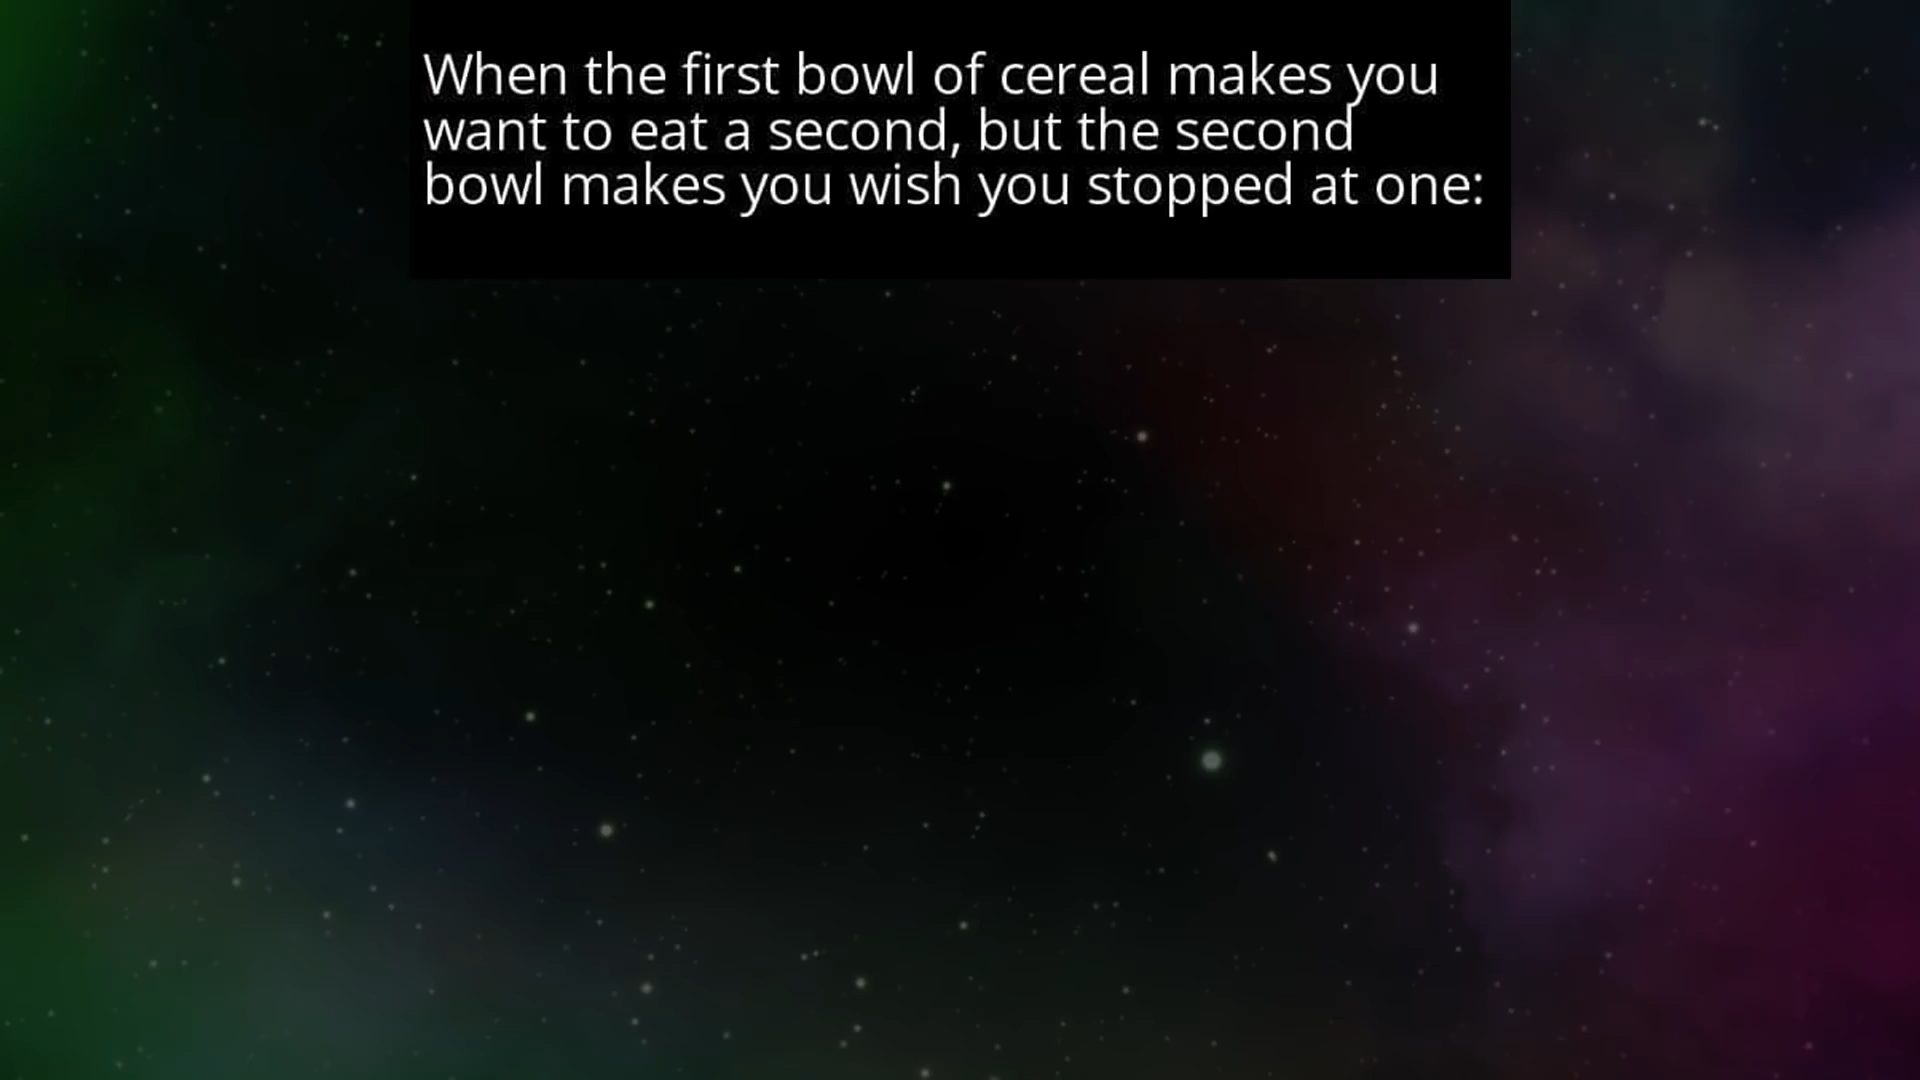 When the first bowl of cereal makes you
want to eat a second, but the second
bowl makes you wish you stopped at one: